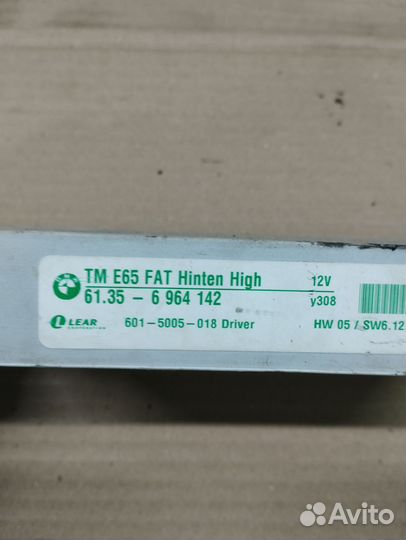 TM E65 FAT Hinten High 12V
61.35 - 6 964 142 y308
LEAR CORPORATION 601-5005-018 Driver HW 05 / SW6.12
Avito